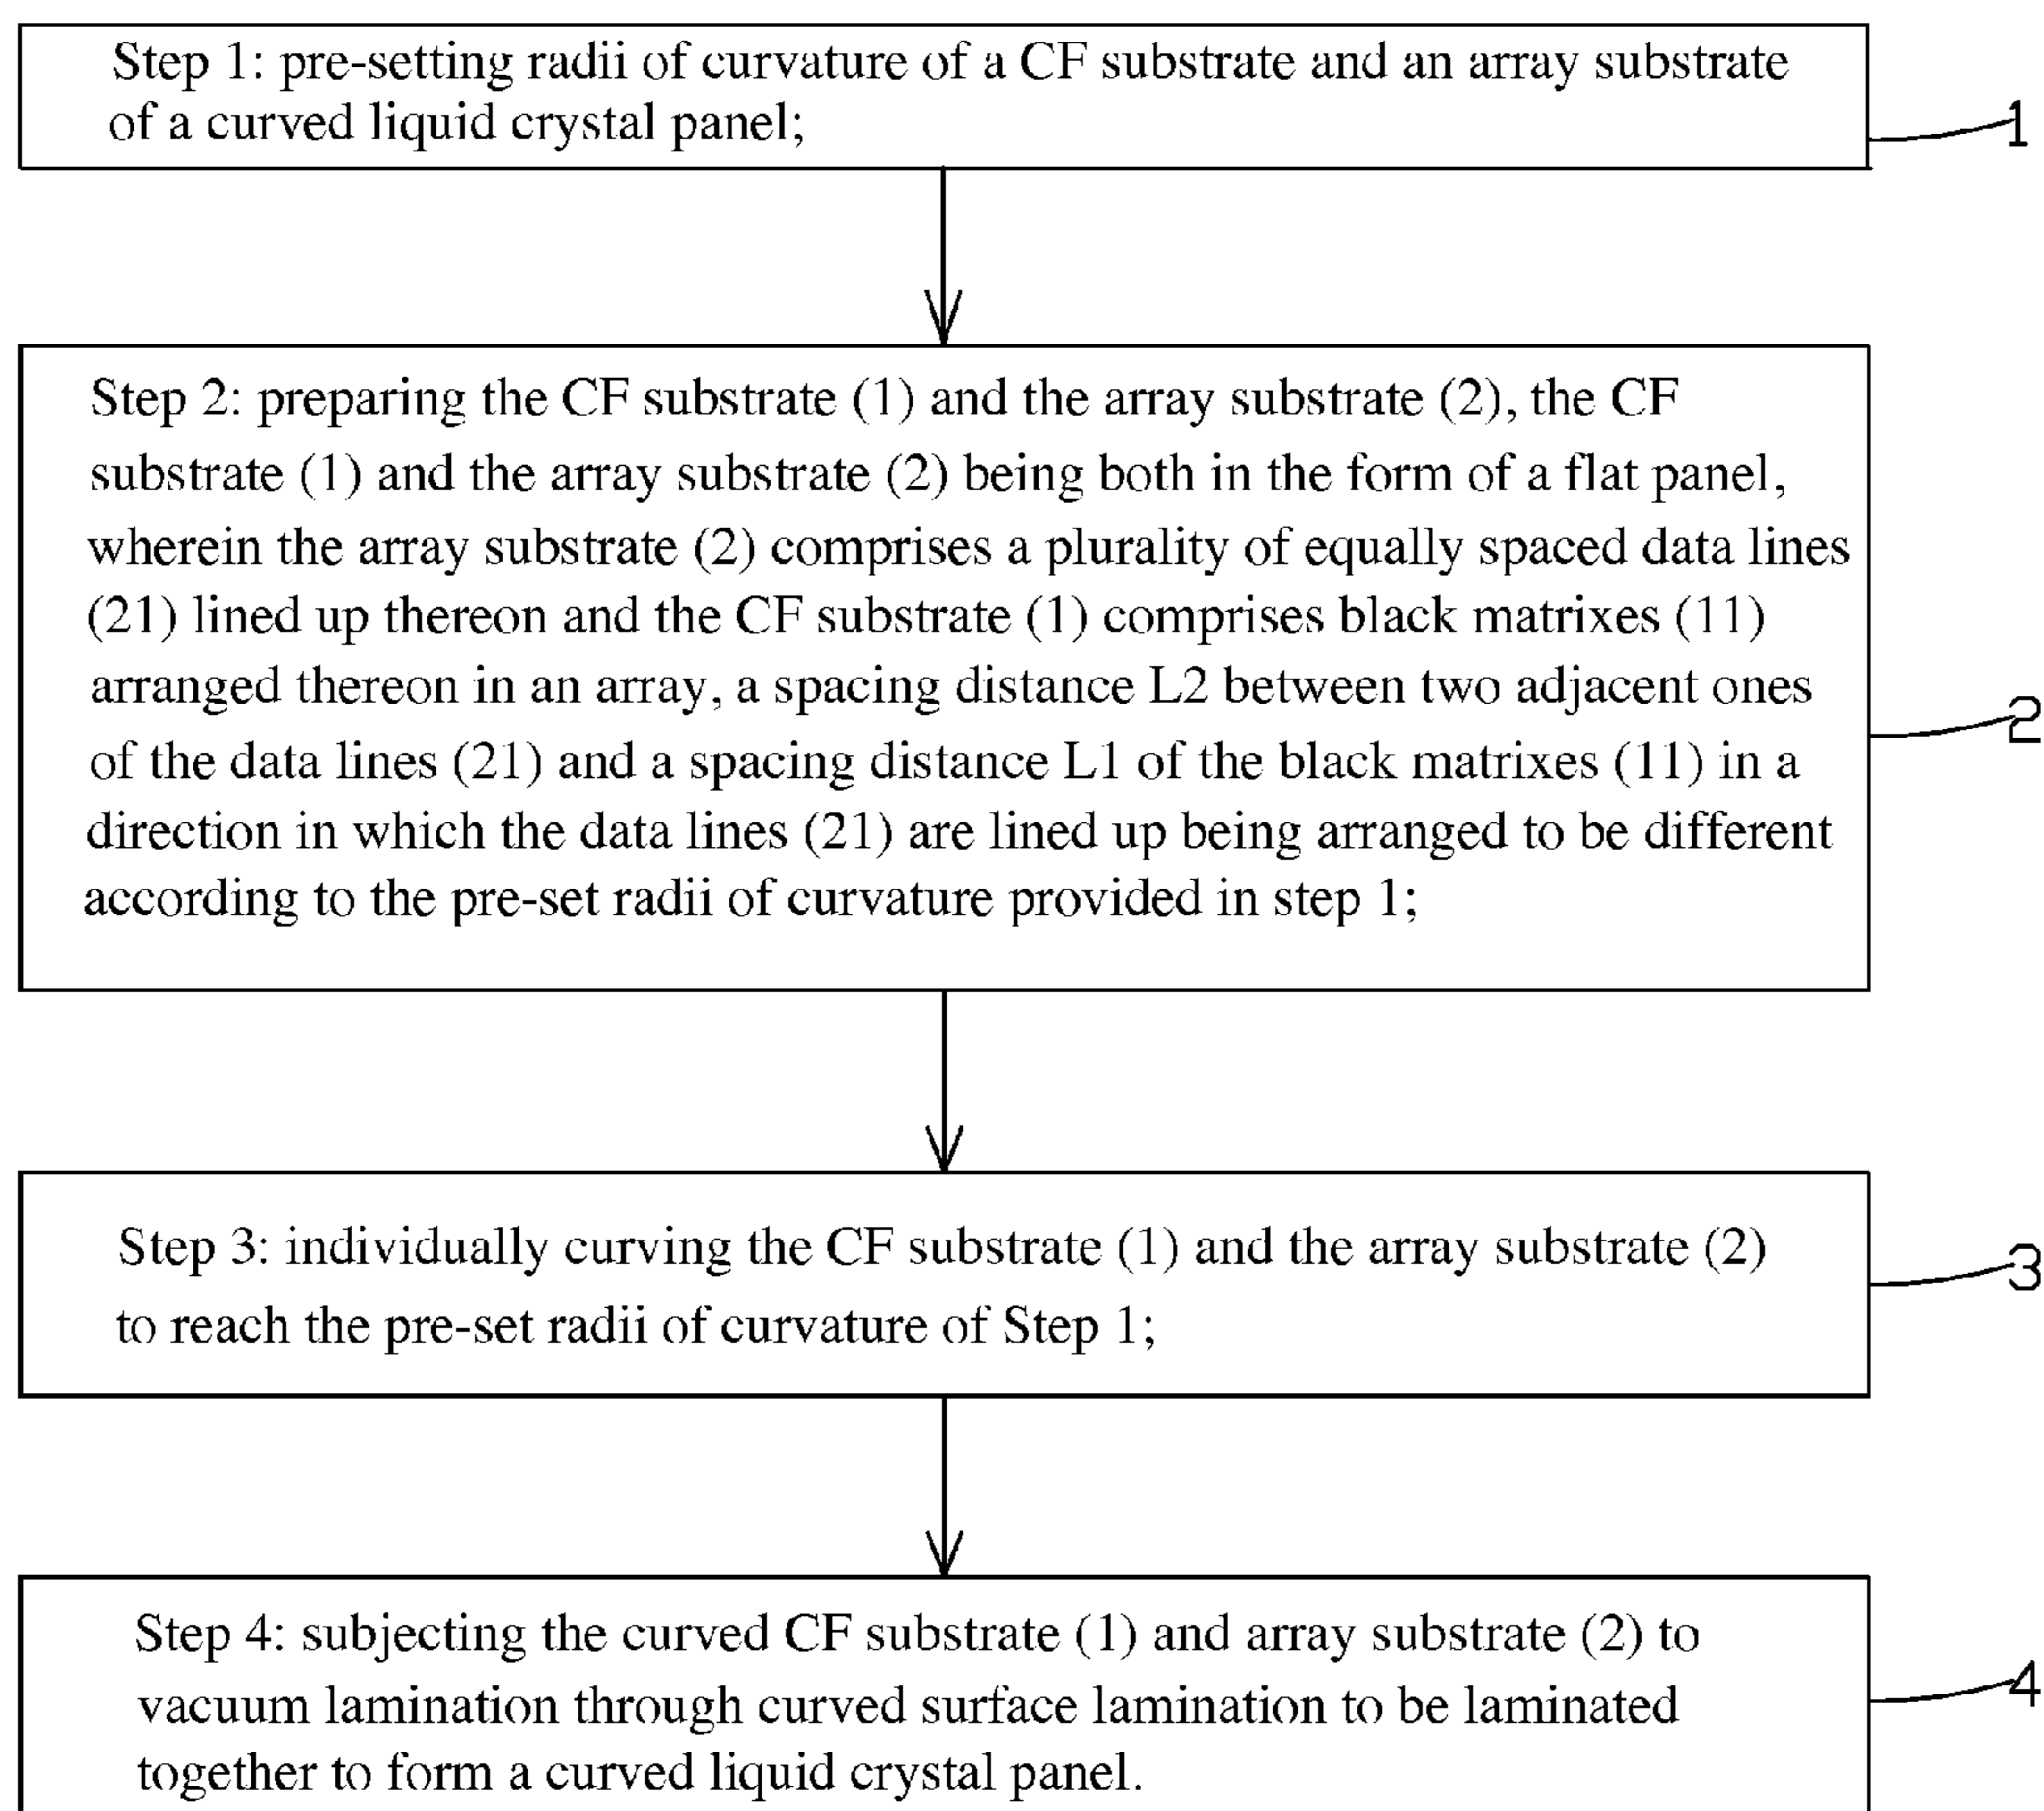 Step 1: pre-setting radii of curvature of a CF substrate and an array substrate
of a curved liquid crystal panel;
1
Step 2: preparing the CF substrate (1) and the array substrate (2), the CF
substrate (1) and the array substrate (2) being both in the form of a flat panel,
wherein the array substrate (2) comprises a plurality of equally spaced data lines
(21) lined up thereon and the CF substrate (1) comprises black matrixes (11)
arranged thereon in an array, a spacing distance L2 between two adjacent ones
of the data lines (21) and a spacing distance L1 of the black matrixes (11) in a
direction in which the data lines (21) are lined up being arranged to be different
according to the pre-set radii of curvature provided in step 1;
2
Step 3: individually curving the CF substrate (1) and the array substrate (2)
to reach the pre-set radii of curvature of Step 1;
3
Step 4: subjecting the curved CF substrate (1) and array substrate (2) to
vacuum lamination through curved surface lamination to be laminated
together to form a curved liquid crystal panel.
4